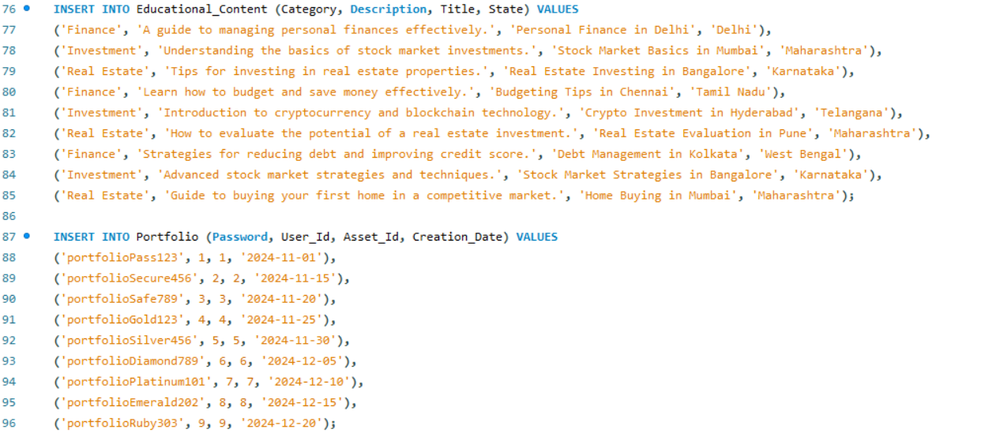 76 INSERT INTO Educational_Content (Category, Description, Title, State) VALUES
77 ('Finance', 'A guide to managing personal finances effectively.', 'Personal Finance in Delhi', 'Delhi'),
78 ('Investment', 'Understanding the basics of stock market investments.', 'Stock Market Basics in Mumbai', 'Maharashtra'),
79 ('Real Estate', 'Tips for investing in real estate properties.', 'Real Estate Investing in Bangalore', 'Karnataka'),
80 ('Finance', 'Learn how to budget and save money effectively.', 'Budgeting Tips in Chennai', 'Tamil Nadu'),
81 ('Investment', 'Introduction to cryptocurrency and blockchain technology.', 'Crypto Investment in Hyderabad', 'Telangana'),
82 ('Real Estate', 'How to evaluate the potential of a real estate investment.', 'Real Estate Evaluation in Pune', 'Maharashtra'),
83 ('Finance', 'Strategies for reducing debt and improving credit score.', 'Debt Management in Kolkata', 'West Bengal'),
84 ('Investment', 'Advanced stock market strategies and techniques.', 'Stock Market Strategies in Bangalore', 'Karnataka'),
85 ('Real Estate', 'Guide to buying your first home in a competitive market.', 'Home Buying in Mumbai', 'Maharashtra');
86
87 INSERT INTO Portfolio (Password, User_Id, Asset_Id, Creation_Date) VALUES
88 ('portfolioPass123', 1, 1, '2024-11-01'),
89 ('portfolioSecure456', 2, 2, '2024-11-15'),
90 ('portfolioSafe789', 3, 3, '2024-11-20'),
91 ('portfolioGold123', 4, 4, '2024-11-25'),
92 ('portfolioSilver456', 5, 5, '2024-11-30'),
93 ('portfolioDiamond789', 6, 6, '2024-12-05'),
94 ('portfolioPlatinum101', 7, 7, '2024-12-10'),
95 ('portfolioEmerald202', 8, 8, '2024-12-15'),
96 ('portfolioRuby303', 9, 9, '2024-12-20');